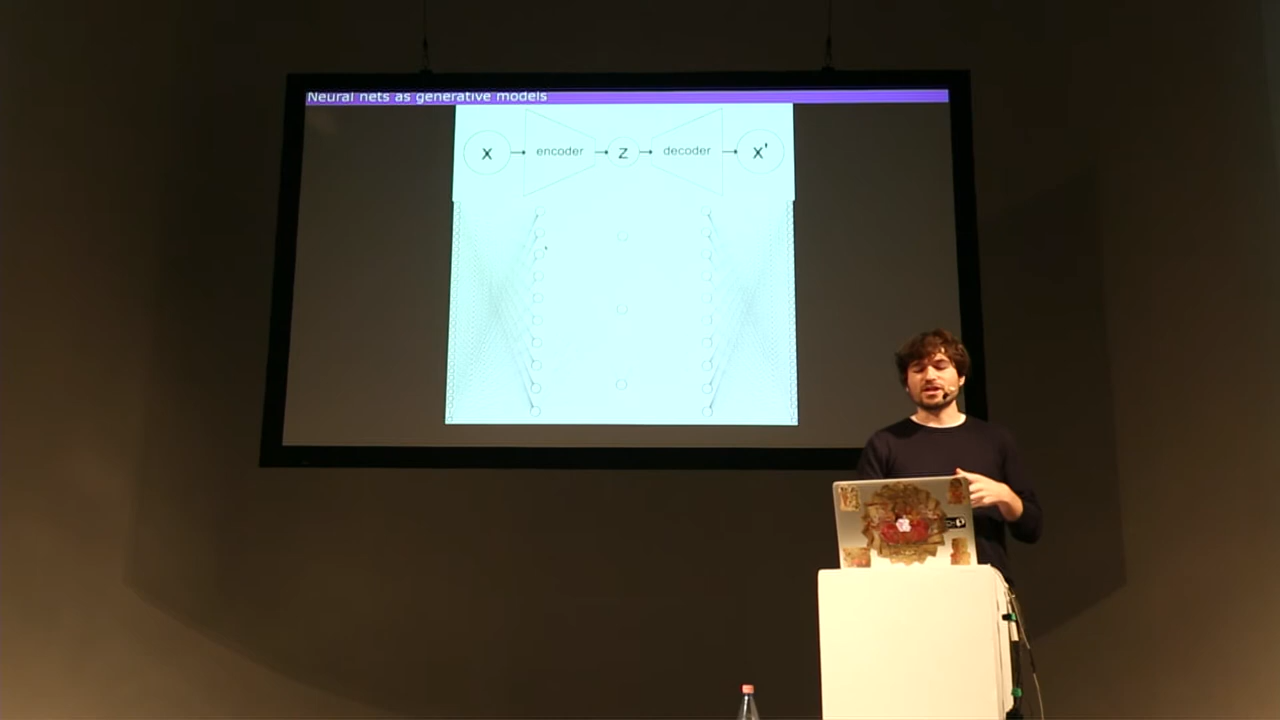 Neural nets as generative models
x encoder z decoder x'